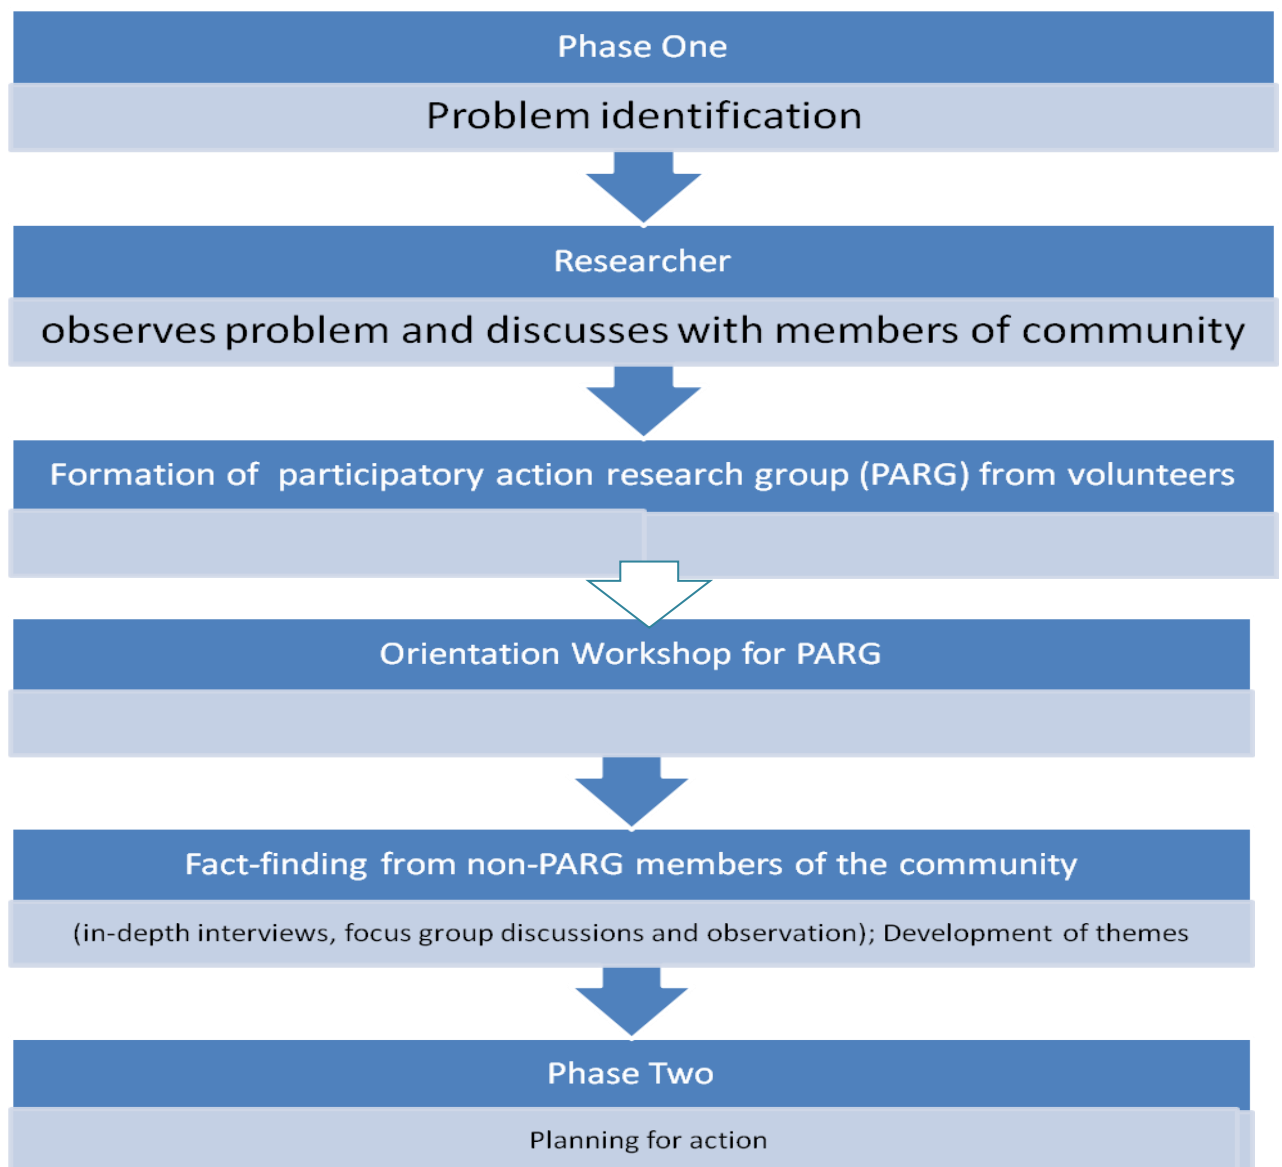 Phase One
Problem identification
Researcher
observes problem and discusses with members of community
Formation of participatory action research group (PARG) from volunteers
Orientation Workshop for PARG
Fact-finding from non-PARG members of the community
(in-depth interviews, focus group discussions and observation); Development of themes
Phase Two
Planning for action